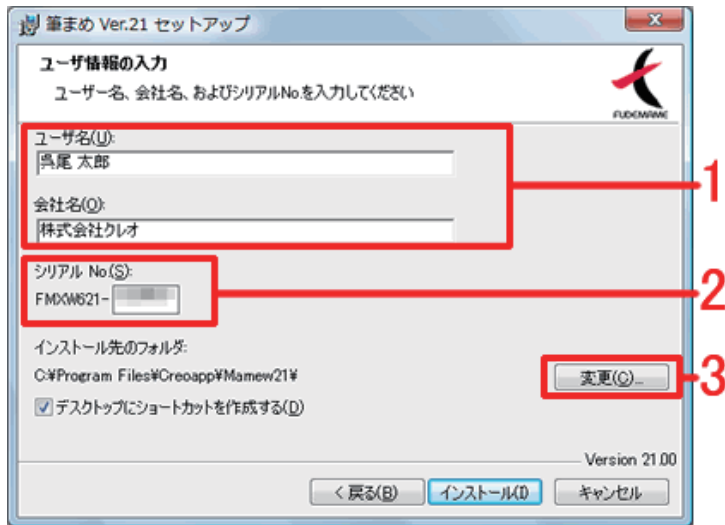 筆まめ Ver.21 セットアップ
ユーザ情報の入力
ユーザー名、会社名、およびシリアルNo.を入力してください
FUDEMAME
ユーザ名(U):
呉尾 太郎
1
会社名(O):
株式会社クレオ
シリアル No.(S):
FMXW621-
2
インストール先のフォルダ:
C:¥Program Files¥Creoapp¥Mamew21¥
変更(C)...
3
デスクトップにショートカットを作成する(D)
Version 21.00
< 戻る(B)
インストール(I)
キャンセル